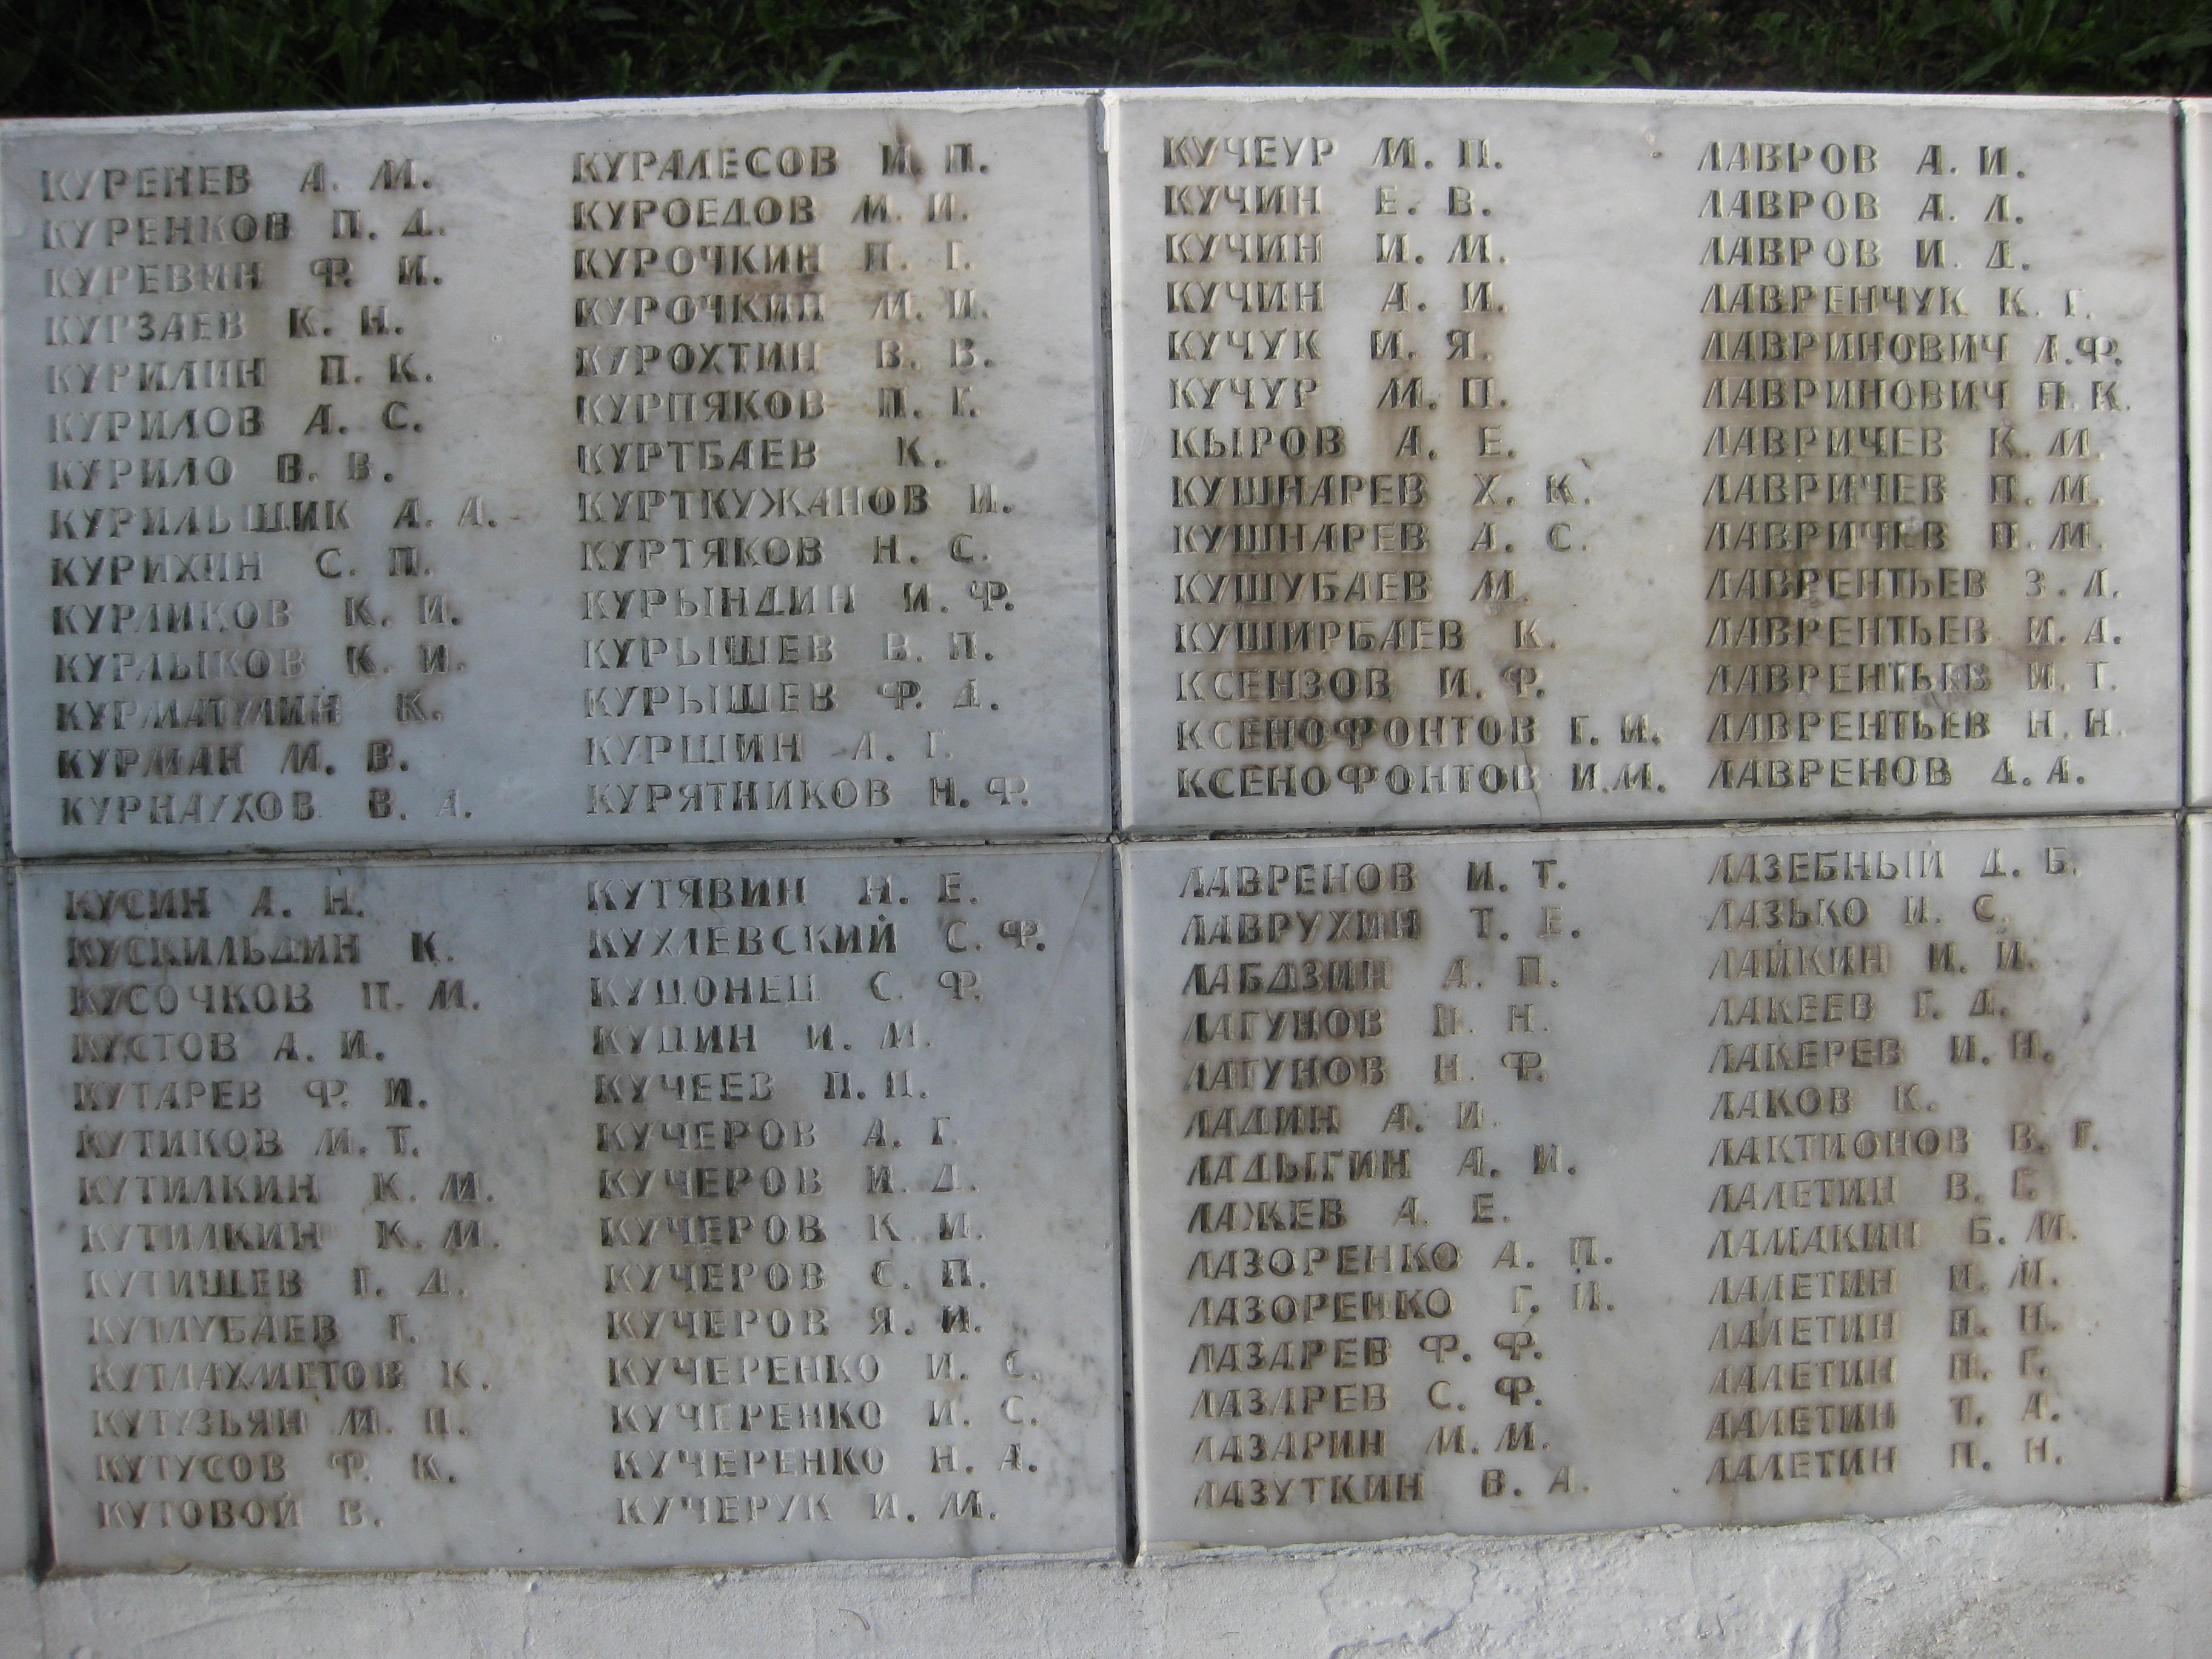 КУРЕНЕВ А. М.
КУРЕНКОВ П. Д.
КУРЕВИН Ф. И.
КУРЗАЕВ К. Н.
КУРИЛИН П. К.
КУРИЛОВ А. С.
КУРИЛО В. В.
КУРИЛЬЩИК А. А.
КУРИХИН С. П.
КУРЛИКОВ К. И.
КУРЛЫКОВ К. И.
КУРМАТУЛИН К.
КУРМАН М. В.
КУРНАУХОВ В. А.
КУРАЛЕСОВ И. П.
КУРОЕДОВ М. И.
КУРОЧКИН П. Г.
КУРОЧКИН М. И.
КУРОХТИН В. В.
КУРПЯКОВ П. Г.
КУРТБАЕВ К.
КУРТКУЖАНОВ И.
КУРТЯКОВ Н. С.
КУРЫНДИН И. Ф.
КУРЫШЕВ В. П.
КУРЫШЕВ Ф. Д.
КУРШИН А. Г.
КУРЯТНИКОВ Н. Ф.
КУЧЕУР М. П.
КУЧИН Е. В.
КУЧИН И. М.
КУЧИН А. И.
КУЧУК И. Я.
КУЧУР М. П.
КЫРОВ А. Е.
КУШНАРЕВ Х. К.
КУШНАРЕВ А. С.
КУШУБАЕВ М.
КУШИРБАЕВ К.
КСЕНЗОВ И. Ф.
КСЕНОФОНТОВ Г. И.
КСЕНОФОНТОВ И.М.
ЛАВРОВ А. И.
ЛАВРОВ А. Л.
ЛАВРОВ И. Д.
ЛАВРЕНЧУК К. Г.
ЛАВРИНОВИЧ А.Ф.
ЛАВРИНОВИЧ П.К.
ЛАВРИЧЕВ К. М.
ЛАВРИЧЕВ П. М.
ЛАВРИЧЕВ П. М.
ЛАВРЕНТЬЕВ З. Л.
ЛАВРЕНТЬЕВ И. А.
ЛАВРЕНТЬЕВ И. Т.
ЛАВРЕНТЬЕВ Н. Н.
ЛАВРЕНОВ Д. А.
КУСИН А. Н.
КУСКИЛЬДИН К.
КУСОЧКОВ П. М.
КУСТОВ А. И.
КУТАРЕВ Ф. И.
КУТИКОВ М. Т.
КУТИЛКИН К. М.
КУТИЛКИН К. М.
КУТИЩЕВ Г. Д.
КУТЛУБАЕВ Г.
КУТЛАХМЕТОВ К.
КУТУЗЬЯН М. П.
КУТУСОВ Ф. К.
КУТОВОЙ В.
КУТЯВИН Н. Е.
КУХЛЕВСКИЙ С. Ф.
КУЦОНЕЦ С. Ф.
КУЦИН И. М.
КУЧЕЕВ П. П.
КУЧЕРОВ А. Г.
КУЧЕРОВ И. Д.
КУЧЕРОВ К. И.
КУЧЕРОВ С. П.
КУЧЕРОВ Я. И.
КУЧЕРЕНКО И. С.
КУЧЕРЕНКО И. С.
КУЧЕРЕНКО Н. А.
КУЧЕРУК И. М.
ЛАВРЕНОВ И. Т.
ЛАВРУХИН Т. Е.
ЛАБДЗИН А. П.
ЛАГУНОВ Н. Н.
ЛАГУНОВ Н. Ф.
ЛАДИН А. И.
ЛАДЫГИН А. И.
ЛАЖЕВ А. Е.
ЛАЗОРЕНКО А. П.
ЛАЗОРЕНКО Г. И.
ЛАЗАРЕВ Ф. Ф.
ЛАЗАРЕВ С. Ф.
ЛАЗАРИН М. М.
ЛАЗУТКИН В. А.
ЛАЗЕБНЫЙ Д. Б.
ЛАЗЬКО И. С.
ЛАЙКИН И. И.
ЛАКЕЕВ Г. Д.
ЛАКЕРЕВ И. Н.
ЛАКОВ К.
ЛАКТИОНОВ В. Г.
ЛАЛЕТИН В. Г.
ЛАМАКИН Б. М.
ЛАЛЕТИН И. М.
ЛАЛЕТИН П. Н.
ЛАЛЕТИН П. Г.
ЛАЛЕТИН Т. А.
ЛАЛЕТИН П. Н.